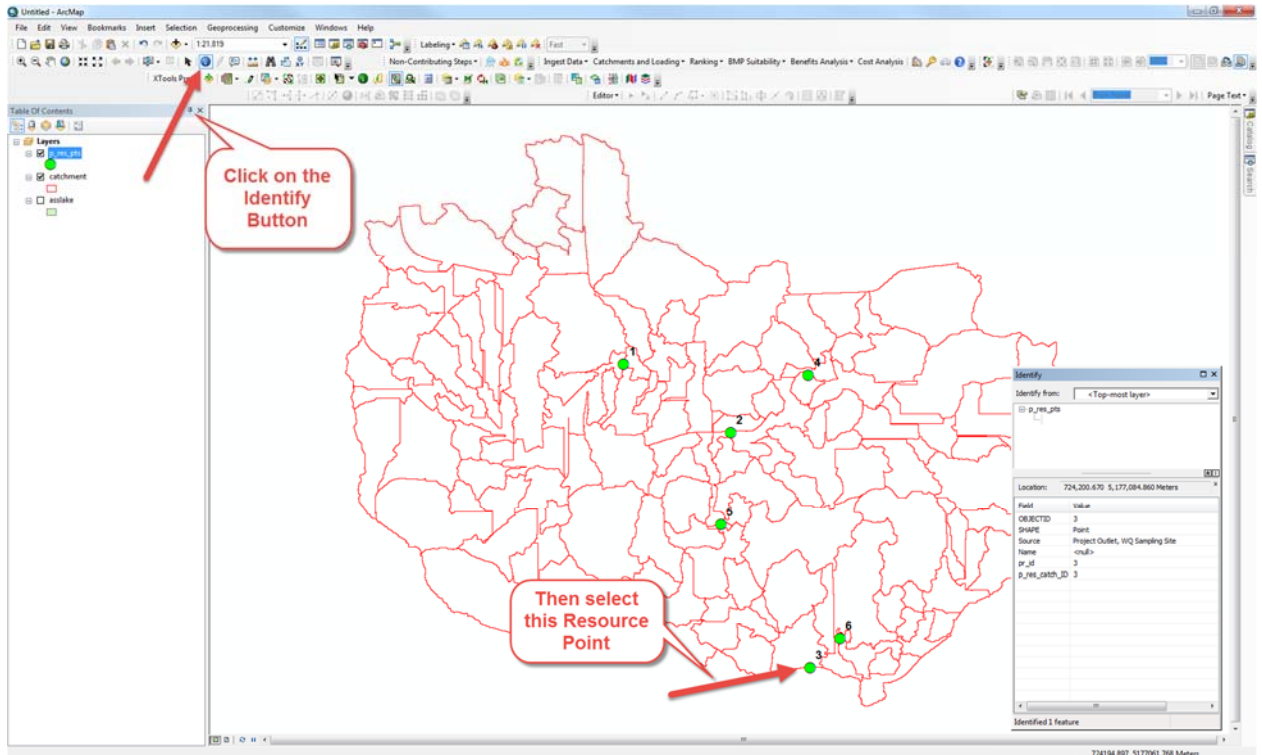 Untitled - ArcMap
File Edit View Bookmarks Insert Selection Geoprocessing Customize Windows Help
1:21,819 Labeling Fast
Non-Contributing Steps Ingest Data Catchments and Loading Ranking BMP Suitability Benefits Analysis Cost Analysis
XTools Pro
Editor Page Text
Table Of Contents
Layers
p_res_pts
catchment
asslake
Catalog
Search
Click on the
Identify
Button
1
4
2
5
6
3
Then select
this Resource
Point
Identify
Identify from: <Top-most layer>
p_res_pts
Location: 724,200.670 5,177,084.860 Meters
Field Value
OBJECTID 3
SHAPE Point
Source Project Outlet, WQ Sampling Site
Name <null>
pr_id 3
p_res_catch_ID 3
Identified 1 feature
724194.897 5177061.768 Meters